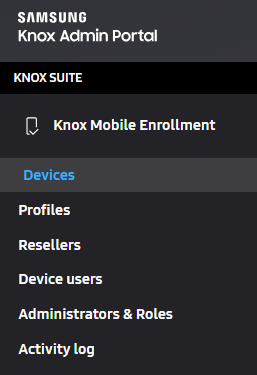 SAMSUNG
Knox Admin Portal
KNOX SUITE
Knox Mobile Enrollment
Devices
Profiles
Resellers
Device users
Administrators & Roles
Activity log